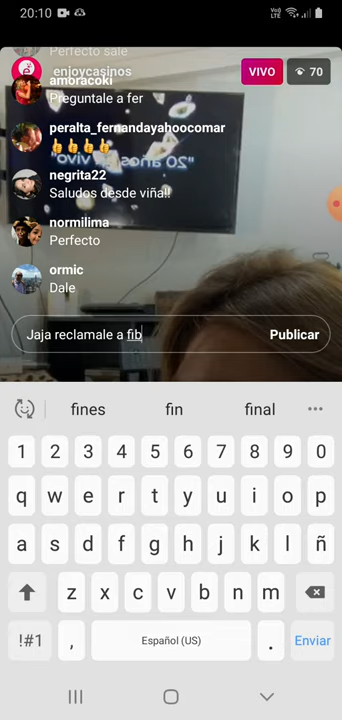 20:10
Vo))
LTE
Perfecto sale
enjoycasinos
VIVO
70
amoracoki
Preguntale a fer
peralta_fernandayahoocomar
👍👍👍👍
"20 años en vivo"
negrita22
Saludos desde viña!!
normilima
Perfecto
ormic
Dale
Jaja reclamale a fib
Publicar
fines
fin
final
1 2 3 4 5 6 7 8 9 0
q w e r t y u i o p
a s d f g h j k l ñ
z x c v b n m
!#1
,
Español (US)
.
Enviar